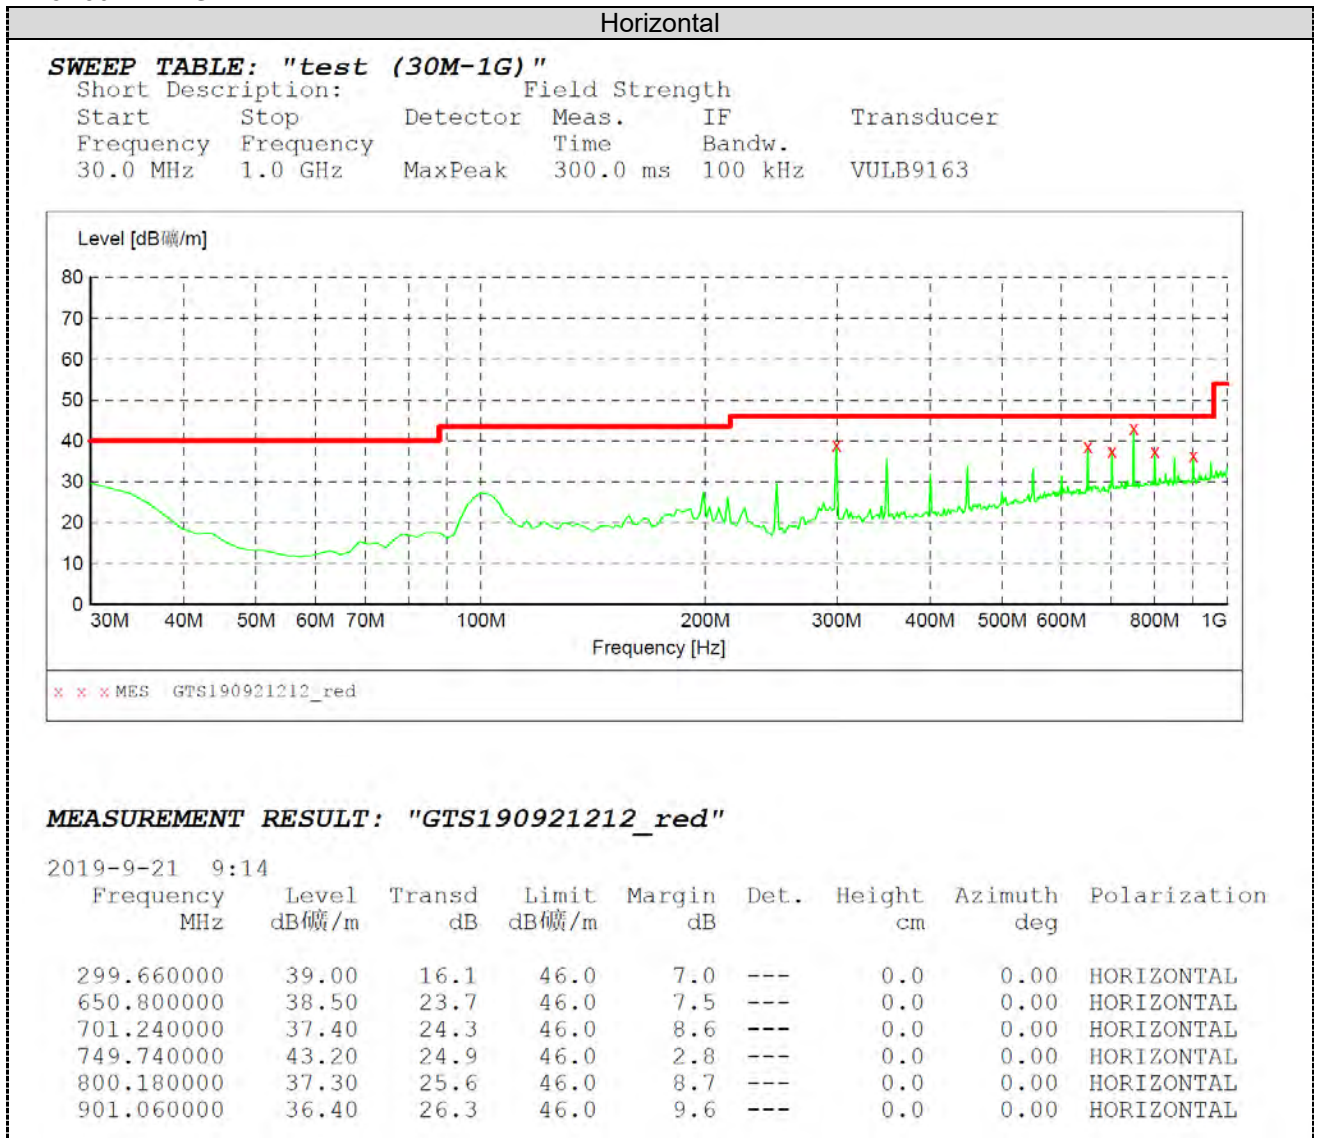 Horizontal
SWEEP TABLE: "test (30M-1G)"
Short Description: Field Strength
Start Stop Detector Meas. IF Transducer
Frequency Frequency Time Bandw.
30.0 MHz 1.0 GHz MaxPeak 300.0 ms 100 kHz VULB9163
Level [dB礦/m]
80
70
60
50
40
30
20
10
0
30M 40M 50M 60M 70M 100M 200M 300M 400M 500M 600M 800M 1G
Frequency [Hz]
x x x MES GTS190921212_red
MEASUREMENT RESULT: "GTS190921212_red"
2019-9-21 9:14
Frequency Level Transd Limit Margin Det. Height Azimuth Polarization
MHz dB礦/m dB dB礦/m dB cm deg
299.660000 39.00 16.1 46.0 7.0 --- 0.0 0.00 HORIZONTAL
650.800000 38.50 23.7 46.0 7.5 --- 0.0 0.00 HORIZONTAL
701.240000 37.40 24.3 46.0 8.6 --- 0.0 0.00 HORIZONTAL
749.740000 43.20 24.9 46.0 2.8 --- 0.0 0.00 HORIZONTAL
800.180000 37.30 25.6 46.0 8.7 --- 0.0 0.00 HORIZONTAL
901.060000 36.40 26.3 46.0 9.6 --- 0.0 0.00 HORIZONTAL